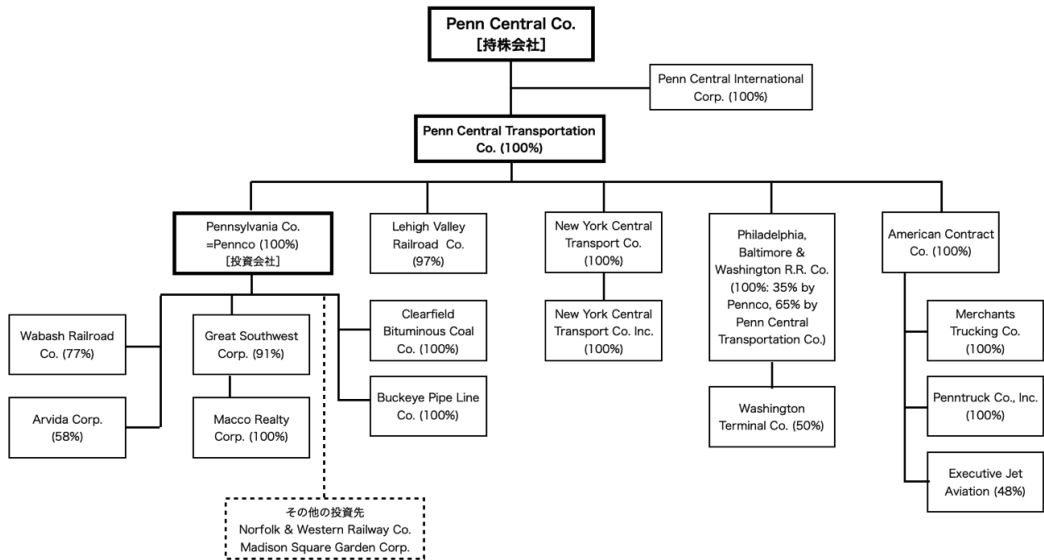 Penn Central Co.
[持株会社]
Penn Central International
Corp. (100%)
Penn Central Transportation
Co. (100%)
Pennsylvania Co.
=Pennco (100%)
[投資会社]
Lehigh Valley
Railroad Co.
(97%)
New York Central
Transport Co.
(100%)
Philadelphia,
Baltimore &
Washington R.R. Co.
(100%: 35% by
Pennco, 65% by
Penn Central
Transportation Co.)
American Contract
Co. (100%)
Wabash Railroad
Co. (77%)
Great Southwest
Corp. (91%)
Clearfield
Bituminous Coal
Co. (100%)
New York Central
Transport Co. Inc.
(100%)
Merchants
Trucking Co.
(100%)
Arvida Corp.
(58%)
Macco Realty
Corp. (100%)
Buckeye Pipe Line
Co. (100%)
Washington
Terminal Co. (50%)
Penntruck Co., Inc.
(100%)
Executive Jet
Aviation (48%)
その他の投資先
Norfolk & Western Railway Co.
Madison Square Garden Corp.